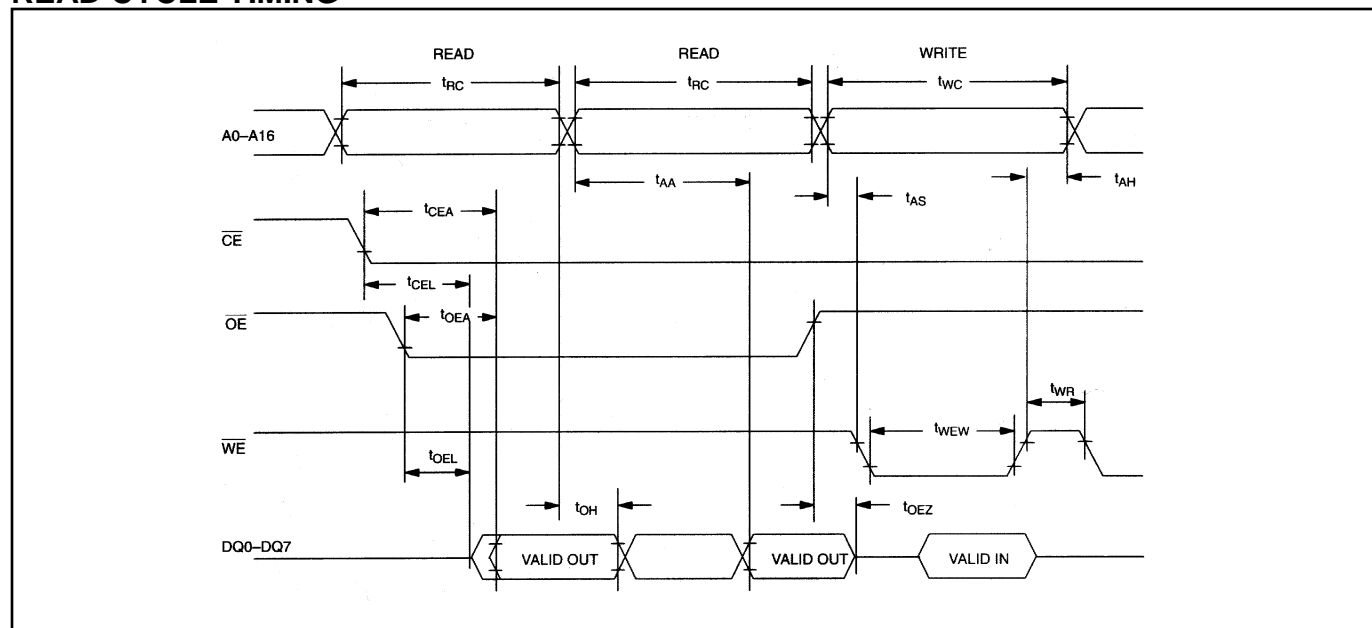 READ CYCLE TIMING
READ READ WRITE
tRC tRC tWC
A0–A16
tAA tAS tAH
tCEA
CE
tCEL
OE tOEA
tWR
WE tWEW
tOEL
tOH tOEZ
DQ0–DQ7 VALID OUT VALID OUT VALID IN